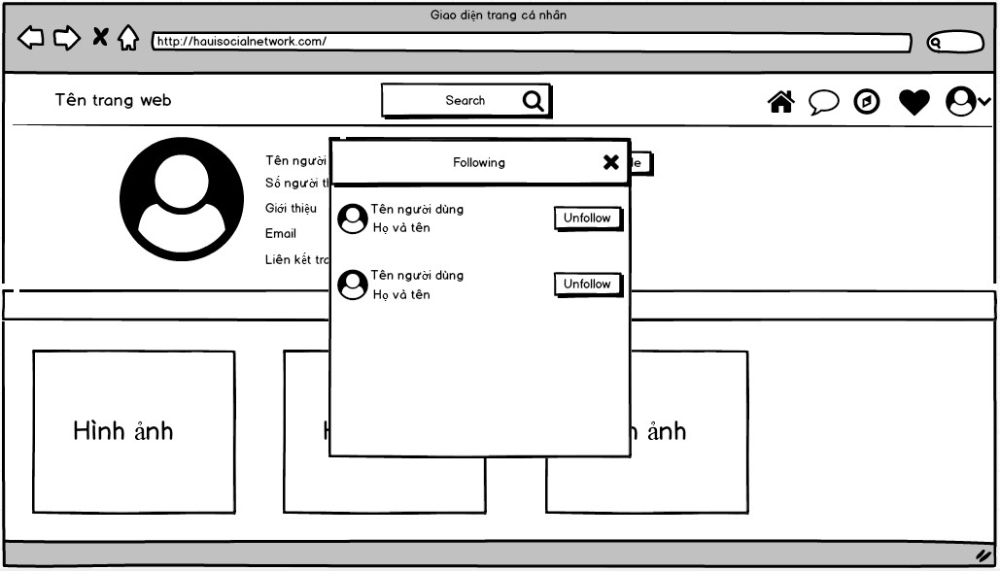 Giao diện trang cá nhân
http://hauisocialnetwork.com/
Tên trang web
Search
Tên người
Số người
Giới thiệu
Email
Liên kết
Following
Tên người dùng
Họ và tên
Unfollow
Tên người dùng
Họ và tên
Unfollow
Hình ảnh
ảnh